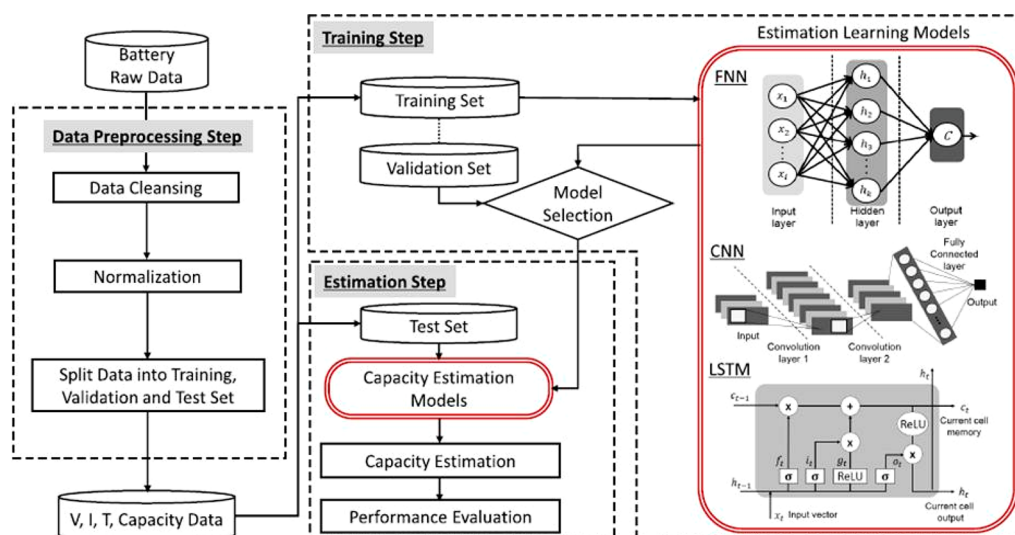 Battery
Raw Data
Data Preprocessing Step
Data Cleansing
Normalization
Split Data into Training,
Validation and Test Set
V, I, T, Capacity Data
Training Step
Training Set
Validation Set
Model
Selection
Estimation Step
Test Set
Capacity Estimation
Models
Capacity Estimation
Performance Evaluation
Estimation Learning Models
FNN
x₁
x₂
xᵢ
h₁
h₂
h₃
hₖ
C
Input
layer
Hidden
layer
Output
layer
CNN
Fully
Connected
layer
Output
Input
Convolution
layer 1
Convolution
layer 2
LSTM
hₜ
cₜ₋₁
x
+
cₜ
Current cell
memory
ReLU
x
x
fₜ
iₜ
gₜ
oₜ
σ
σ
ReLU
σ
hₜ₋₁
hₜ
Current cell
output
xₜ
Input vector